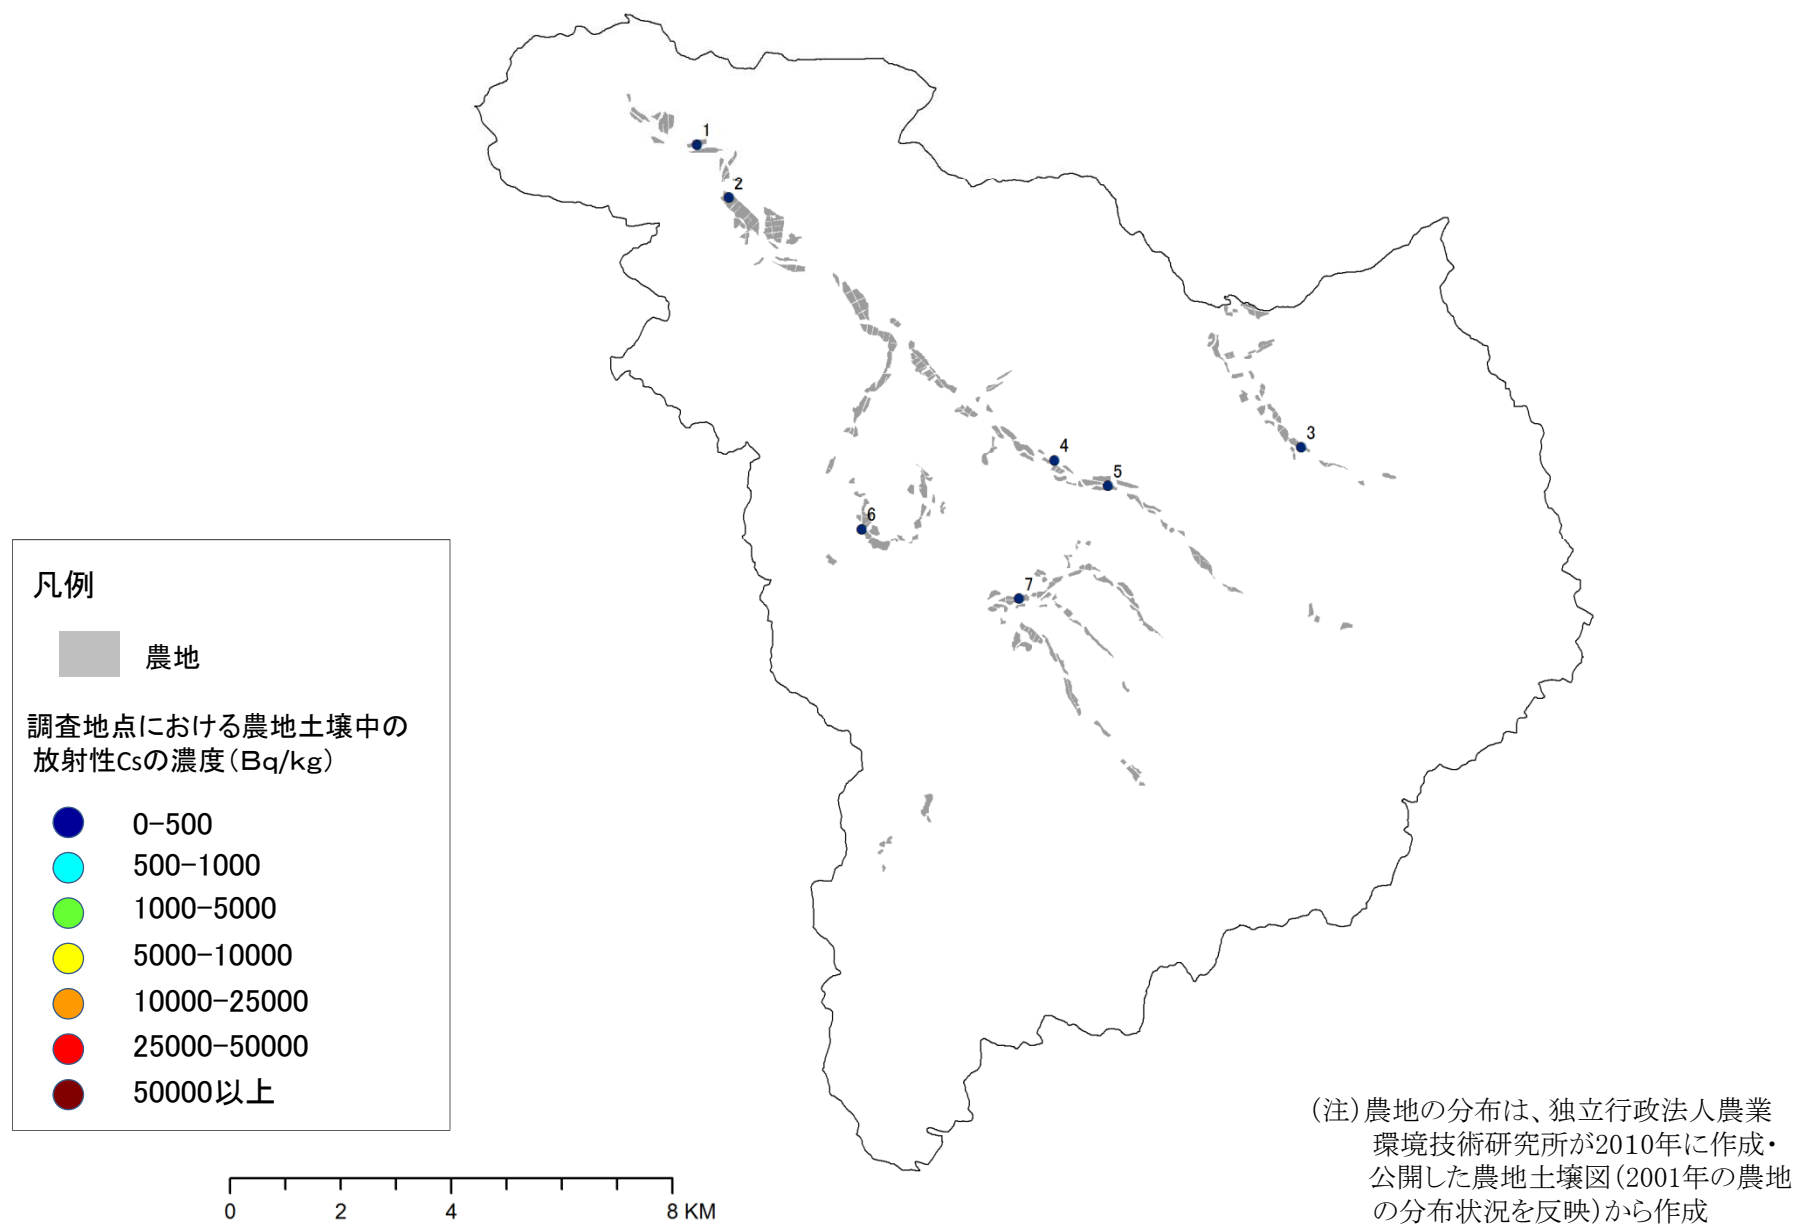 1
2
3
4
5
6
7
凡例
農地
調査地点における農地土壌中の
放射性Csの濃度（Bq/kg）
0-500
500-1000
1000-5000
5000-10000
10000-25000
25000-50000
50000以上
0 2 4 8 KM
（注）農地の分布は、独立行政法人農業
環境技術研究所が2010年に作成・
公開した農地土壌図（2001年の農地
の分布状況を反映）から作成